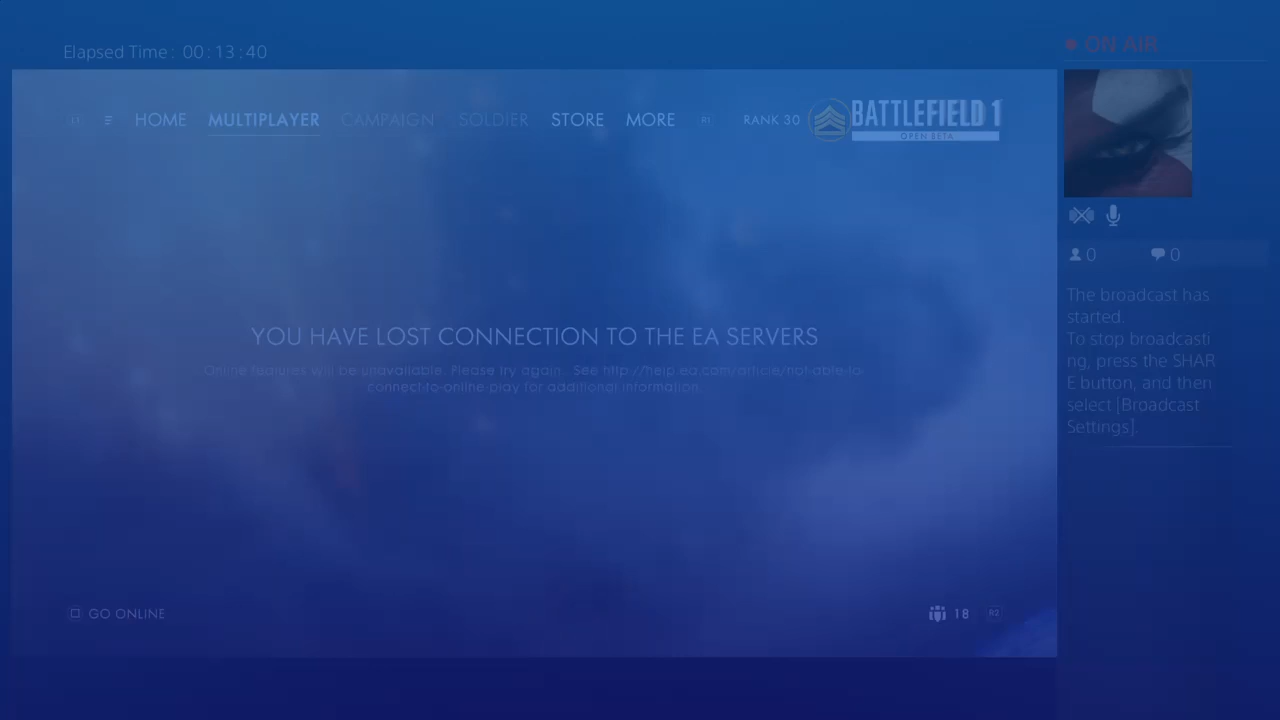 Elapsed Time: 00:13:40
ON AIR
L1 HOME MULTIPLAYER CAMPAIGN SOLDIER STORE MORE R1 RANK 30 BATTLEFIELD 1
OPEN BETA
0 0
The broadcast has
started.
To stop broadcasti
ng, press the SHAR
E button, and then
select [Broadcast
Settings].
YOU HAVE LOST CONNECTION TO THE EA SERVERS
Online features will be unavailable. Please try again. See http://help.ea.com/article/not-able-to-
connect-to-online-play for additional information.
GO ONLINE
18 R2